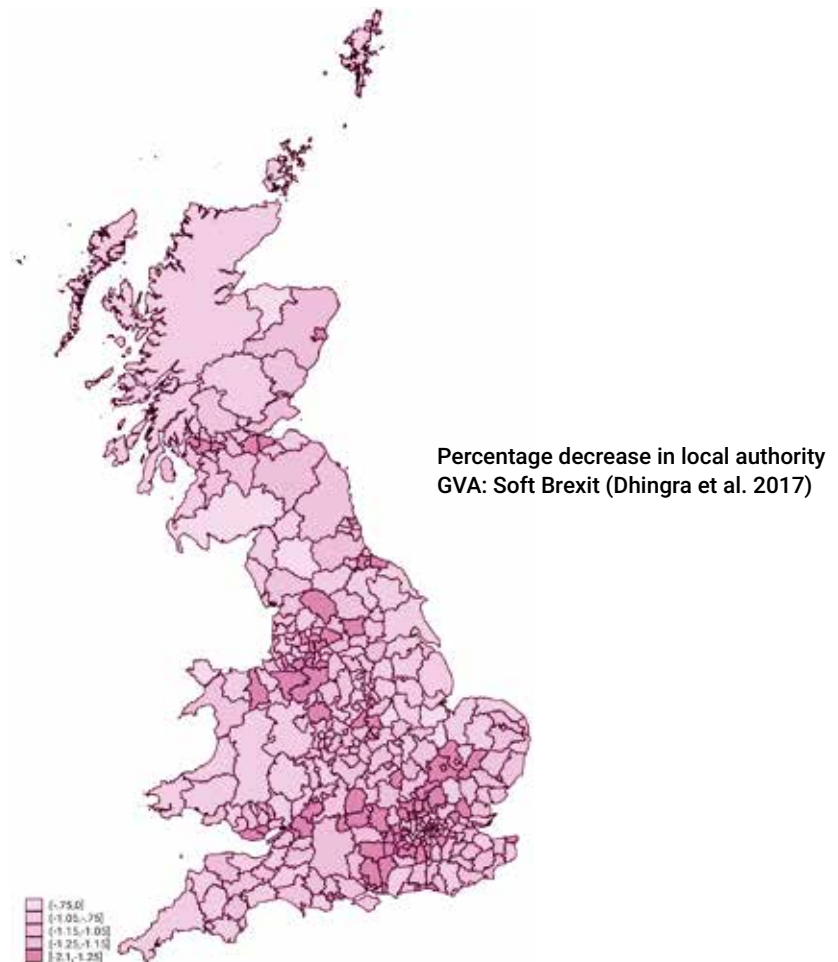 Percentage decrease in local authority
GVA: Soft Brexit (Dhingra et al. 2017)
(-.75,0]
(-1.05,-.75]
(-1.15,-1.05]
(-1.25,-1.15]
[-2.1,-1.25]